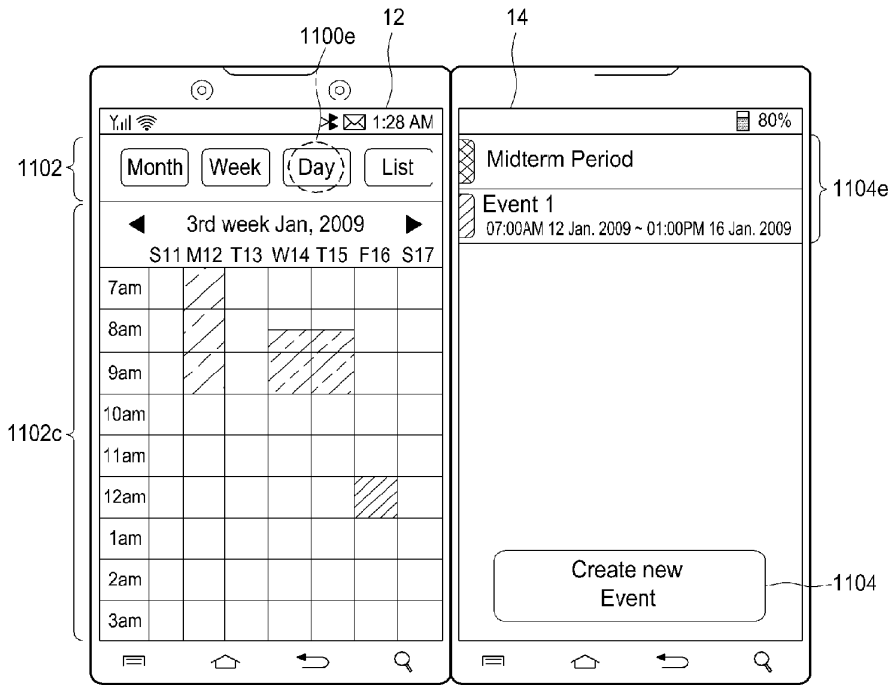 1100e
12
14
1:28 AM
80%
1102
Month Week Day List
Midterm Period
1104e
Event 1
07:00AM 12 Jan. 2009 ~ 01:00PM 16 Jan. 2009
3rd week Jan, 2009
S11 M12 T13 W14 T15 F16 S17
7am
8am
9am
1102c
10am
11am
12am
1am
2am
3am
Create new
Event
1104